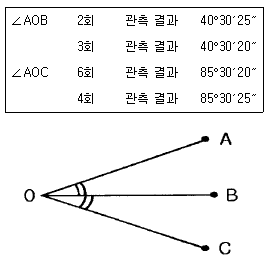 ∠AOB 2회 관측 결과 40°30′25″
3회 관측 결과 40°30′20″
∠AOC 6회 관측 결과 85°30′20″
4회 관측 결과 85°30′25″
A
O B
C